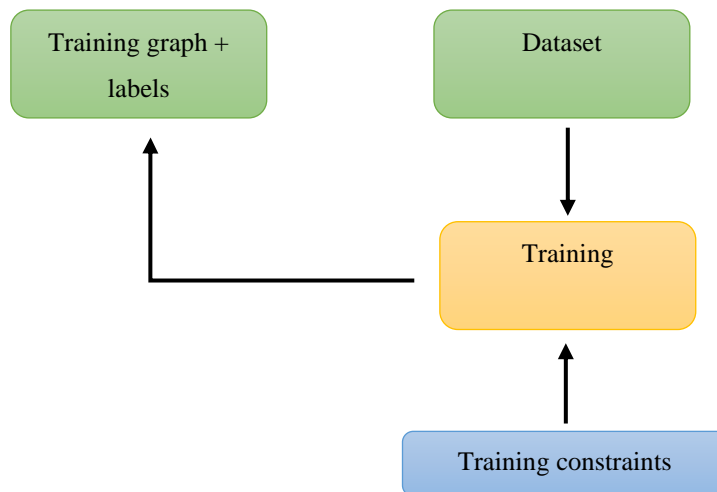 Training graph +
labels
Dataset
Training
Training constraints